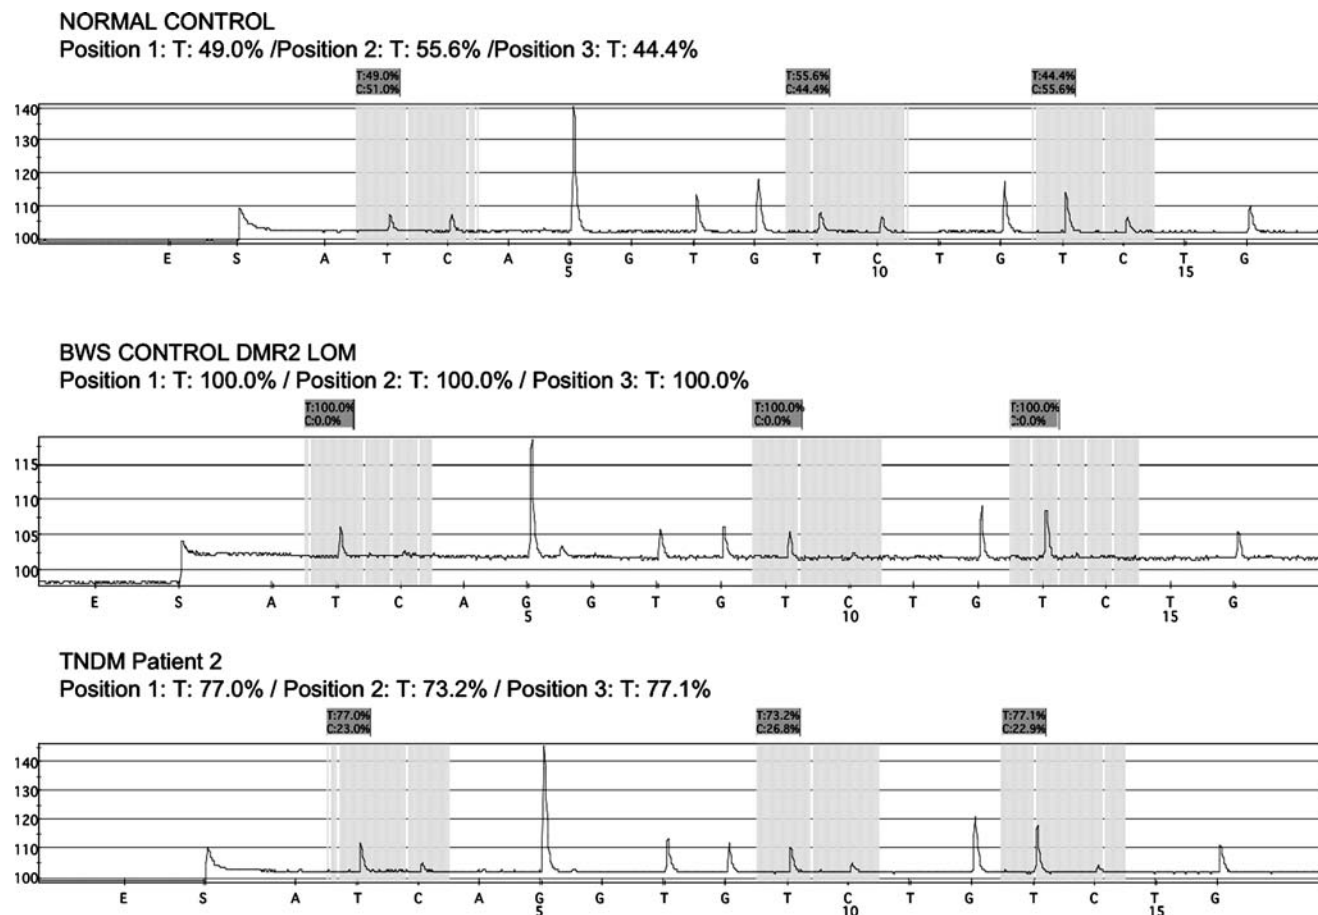 NORMAL CONTROL
Position 1: T: 49.0% /Position 2: T: 55.6% /Position 3: T: 44.4%
T:49.0% T:55.6% T:44.4%
C:51.0% C:44.4% C:55.6%
140
130
120
110
100
E S A T C A G G T G T C T G T C T G
5 10 15
BWS CONTROL DMR2 LOM
Position 1: T: 100.0% / Position 2: T: 100.0% / Position 3: T: 100.0%
T:100.0% T:100.0% T:100.0%
C:0.0% C:0.0% C:0.0%
115
110
105
100
E S A T C A G G T G T C T G T C T G
5 10 15
TNDM Patient 2
Position 1: T: 77.0% / Position 2: T: 73.2% / Position 3: T: 77.1%
T:77.0% T:73.2% T:77.1%
C:23.0% C:26.8% C:22.9%
140
130
120
110
100
E S A T C A G G T G T C T G T C T G
5 10 15